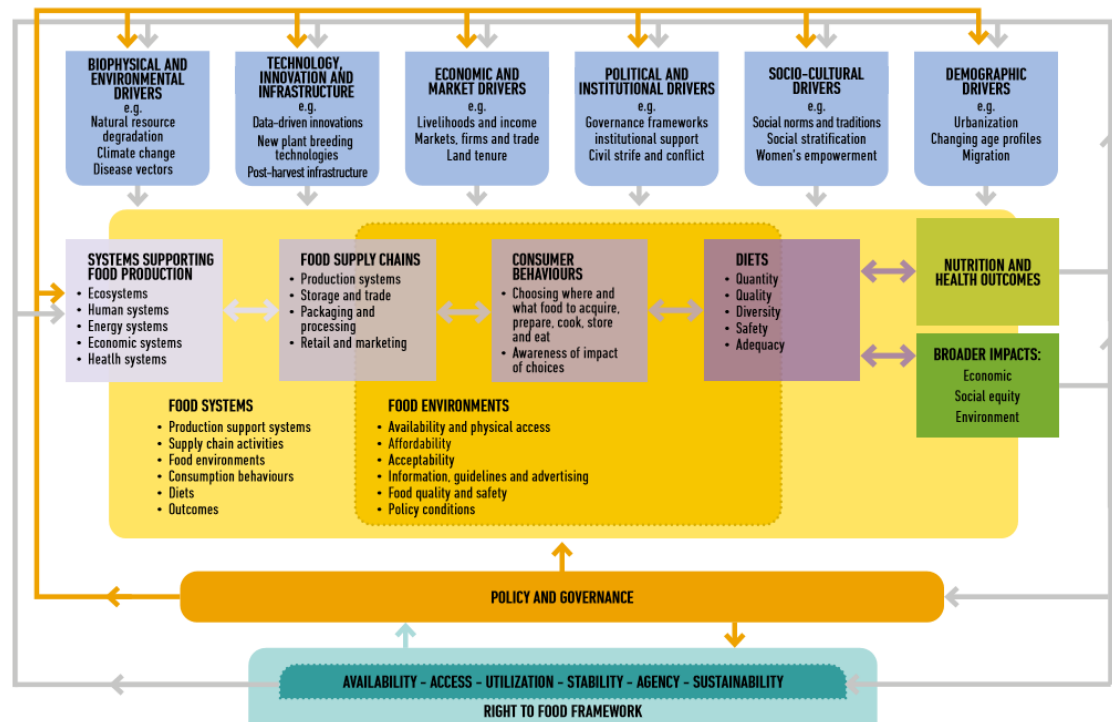 BIOPHYSICAL AND
ENVIRONMENTAL
DRIVERS
e.g.
Natural resource
degradation
Climate change
Disease vectors
TECHNOLOGY,
INNOVATION AND
INFRASTRUCTURE
e.g.
Data-driven innovations
New plant breeding
technologies
Post-harvest infrastructure
ECONOMIC AND
MARKET DRIVERS
e.g.
Livelihoods and income
Markets, firms and trade
Land tenure
POLITICAL AND
INSTITUTIONAL DRIVERS
e.g.
Governance frameworks
institutional support
Civil strife and conflict
SOCIO-CULTURAL
DRIVERS
e.g.
Social norms and traditions
Social stratification
Women's empowerment
DEMOGRAPHIC
DRIVERS
e.g.
Urbanization
Changing age profiles
Migration
SYSTEMS SUPPORTING
FOOD PRODUCTION
• Ecosystems
• Human systems
• Energy systems
• Economic systems
• Health systems
FOOD SUPPLY CHAINS
• Production systems
• Storage and trade
• Packaging and
processing
• Retail and marketing
CONSUMER
BEHAVIOURS
• Choosing where and
what food to acquire,
prepare, cook, store
and eat
• Awareness of impact
of choices
DIETS
• Quantity
• Quality
• Diversity
• Safety
• Adequacy
NUTRITION AND
HEALTH OUTCOMES
BROADER IMPACTS:
Economic
Social equity
Environment
FOOD SYSTEMS
• Production support systems
• Supply chain activities
• Food environments
• Consumption behaviours
• Diets
• Outcomes
FOOD ENVIRONMENTS
• Availability and physical access
• Affordability
• Acceptability
• Information, guidelines and advertising
• Food quality and safety
• Policy conditions
POLICY AND GOVERNANCE
AVAILABILITY - ACCESS - UTILIZATION - STABILITY - AGENCY - SUSTAINABILITY
RIGHT TO FOOD FRAMEWORK